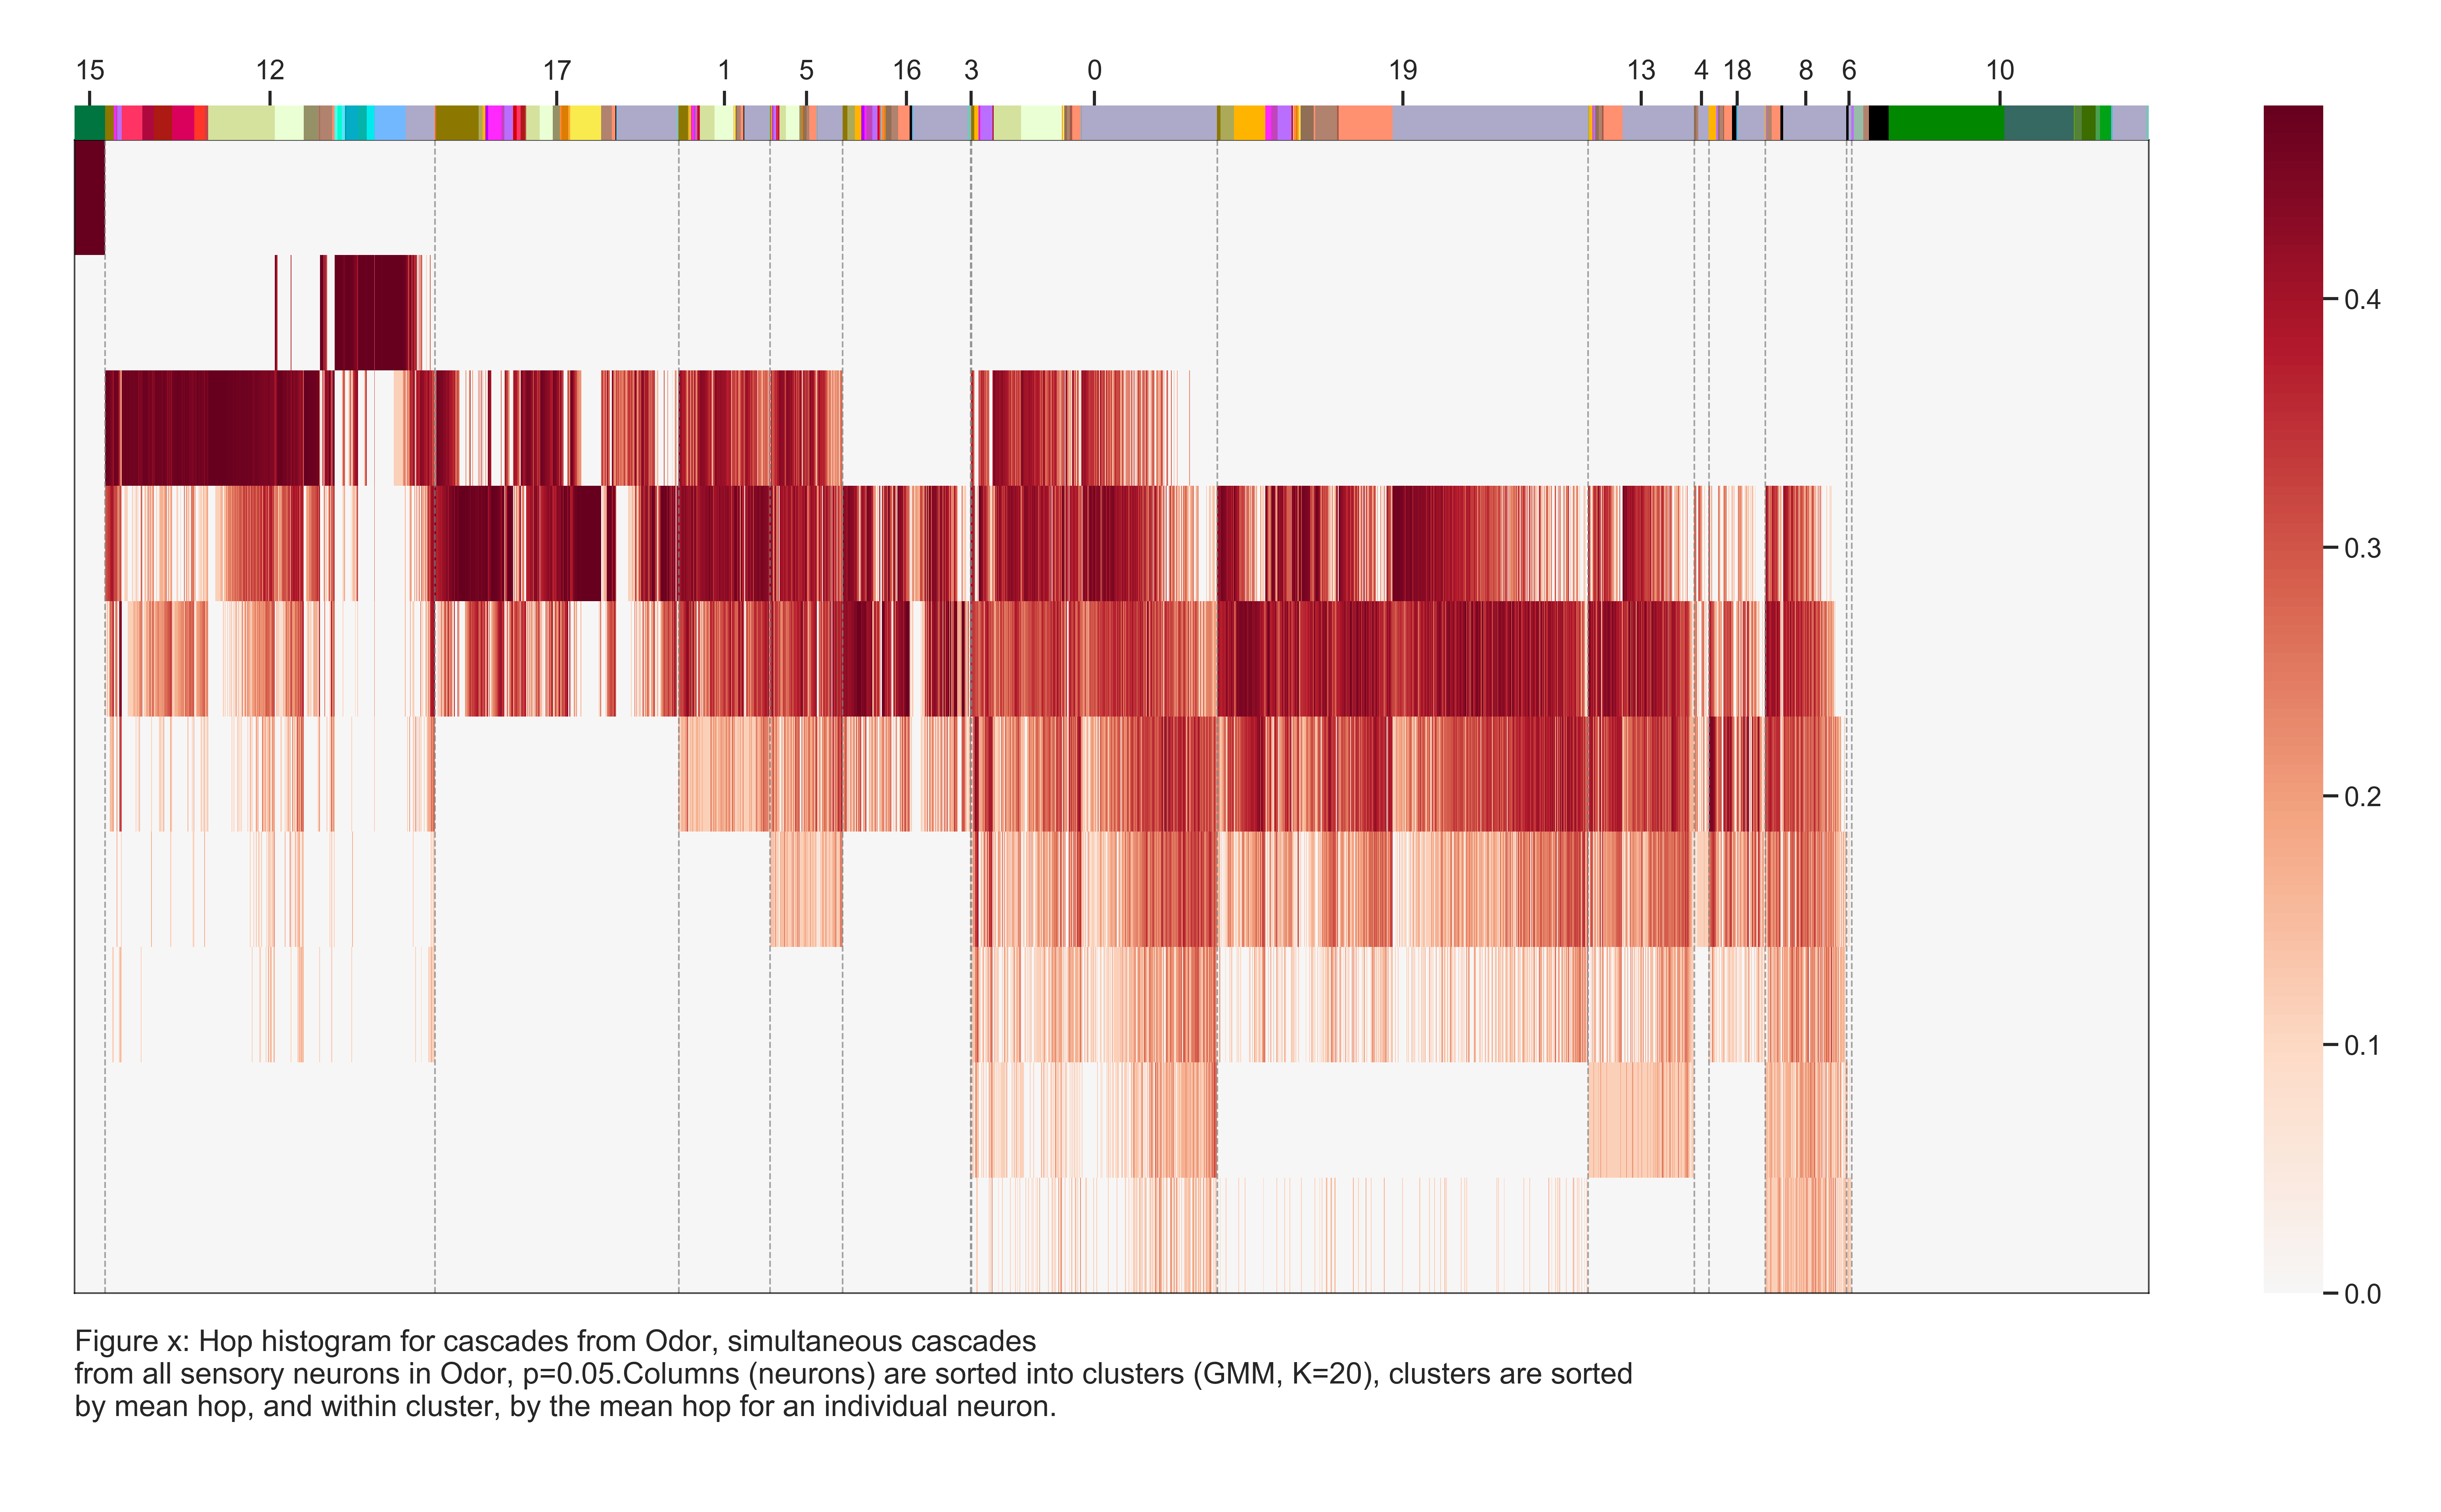 15 12 17 1 5 16 3 0 19 13 4 18 8 6 10
0.4
0.3
0.2
0.1
0.0
Figure x: Hop histogram for cascades from Odor, simultaneous cascades
from all sensory neurons in Odor, p=0.05.Columns (neurons) are sorted into clusters (GMM, K=20), clusters are sorted
by mean hop, and within cluster, by the mean hop for an individual neuron.